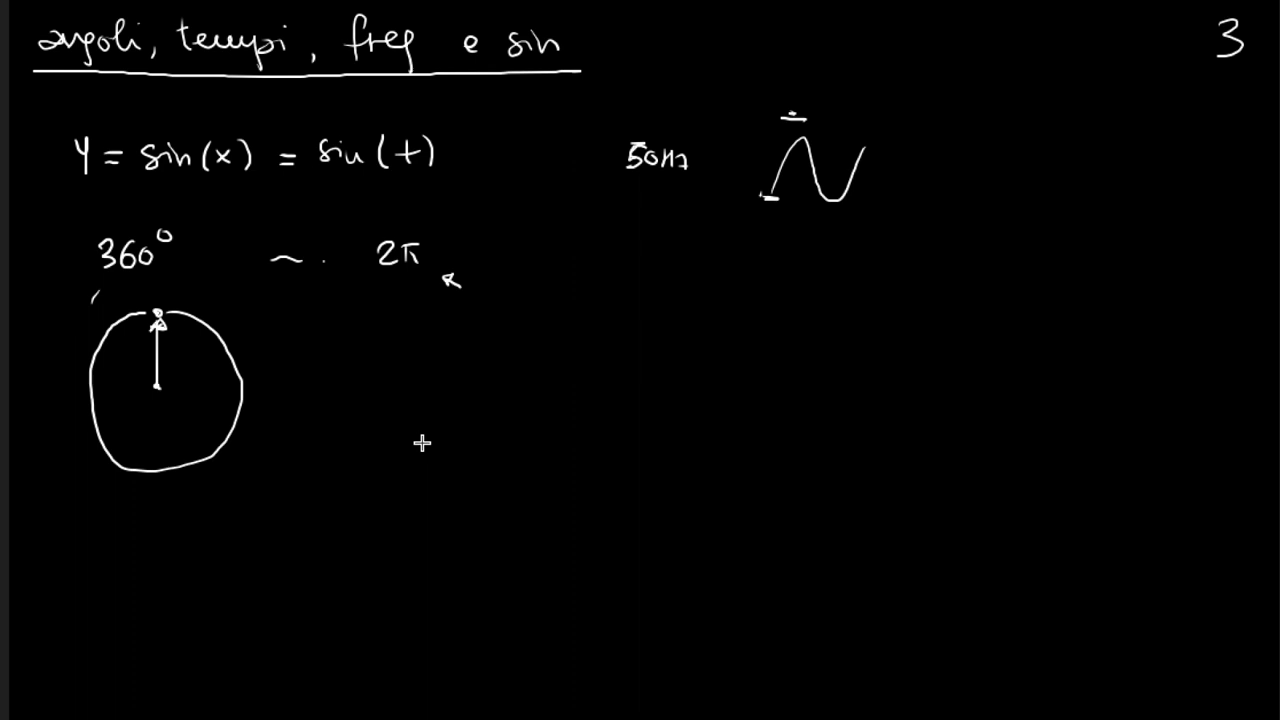 angoli, tempi, freq e sin
3
y = sin(x) = sin(t)
50Hz
360° ~ 2π